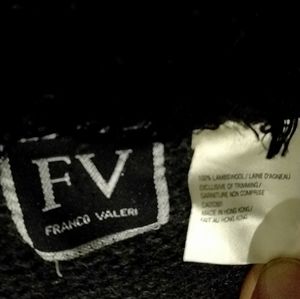 FV
FRANCO VALERI
100% LAMBSWOOL / LAINE D'AGNEAU
EXCLUSIVE OF TRIMMING /
GARNITURE NON COMPRISE
MADE IN HONG KONG /
FAIT A HONG KONG